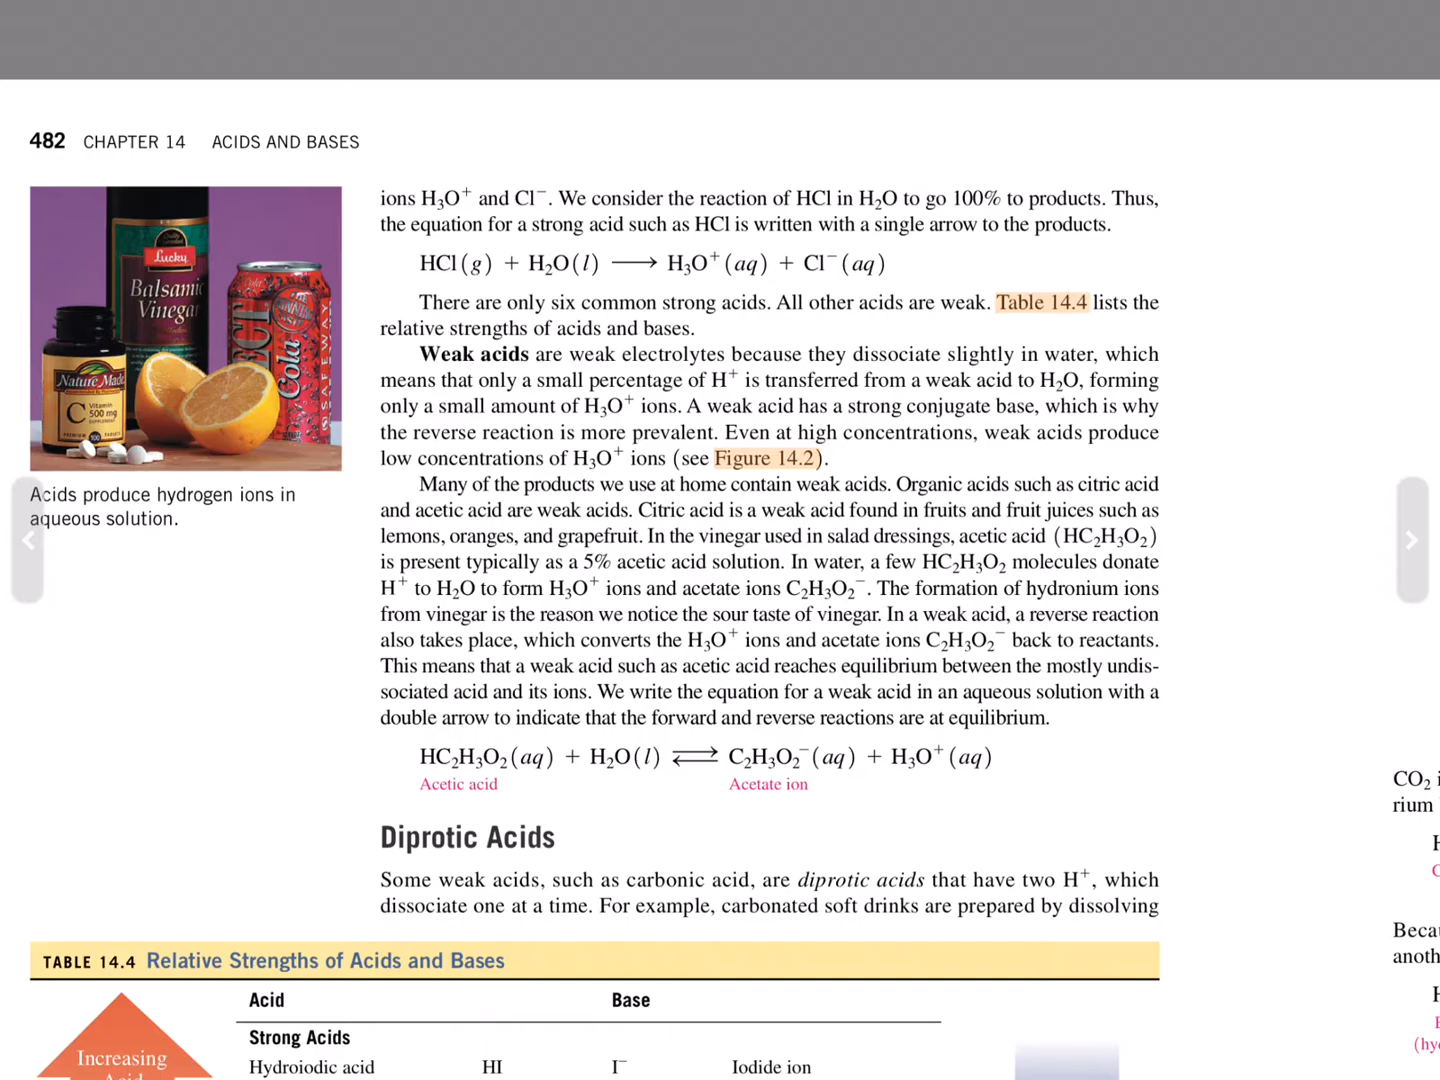 482 CHAPTER 14 ACIDS AND BASES
Lucky
Balsamic
Vinegar
Nature Made
C Vitamin
500 mg
Cola
SAFEWAY
Acids produce hydrogen ions in
aqueous solution.
ions H₃O⁺ and Cl⁻. We consider the reaction of HCl in H₂O to go 100% to products. Thus,
the equation for a strong acid such as HCl is written with a single arrow to the products.
HCl(g) + H₂O(l) ⟶ H₃O⁺(aq) + Cl⁻(aq)
There are only six common strong acids. All other acids are weak. Table 14.4 lists the
relative strengths of acids and bases.
Weak acids are weak electrolytes because they dissociate slightly in water, which
means that only a small percentage of H⁺ is transferred from a weak acid to H₂O, forming
only a small amount of H₃O⁺ ions. A weak acid has a strong conjugate base, which is why
the reverse reaction is more prevalent. Even at high concentrations, weak acids produce
low concentrations of H₃O⁺ ions (see Figure 14.2).
Many of the products we use at home contain weak acids. Organic acids such as citric acid
and acetic acid are weak acids. Citric acid is a weak acid found in fruits and fruit juices such as
lemons, oranges, and grapefruit. In the vinegar used in salad dressings, acetic acid (HC₂H₃O₂)
is present typically as a 5% acetic acid solution. In water, a few HC₂H₃O₂ molecules donate
H⁺ to H₂O to form H₃O⁺ ions and acetate ions C₂H₃O₂⁻. The formation of hydronium ions
from vinegar is the reason we notice the sour taste of vinegar. In a weak acid, a reverse reaction
also takes place, which converts the H₃O⁺ ions and acetate ions C₂H₃O₂⁻ back to reactants.
This means that a weak acid such as acetic acid reaches equilibrium between the mostly undis-
sociated acid and its ions. We write the equation for a weak acid in an aqueous solution with a
double arrow to indicate that the forward and reverse reactions are at equilibrium.
HC₂H₃O₂(aq) + H₂O(l) ⇌ C₂H₃O₂⁻(aq) + H₃O⁺(aq)
Acetic acid Acetate ion
Diprotic Acids
Some weak acids, such as carbonic acid, are diprotic acids that have two H⁺, which
dissociate one at a time. For example, carbonated soft drinks are prepared by dissolving
TABLE 14.4 Relative Strengths of Acids and Bases
Acid Base
Strong Acids
Increasing
Acid
Hydroiodic acid HI I⁻ Iodide ion
CO₂ i
rium
Becau
anoth
(hyd